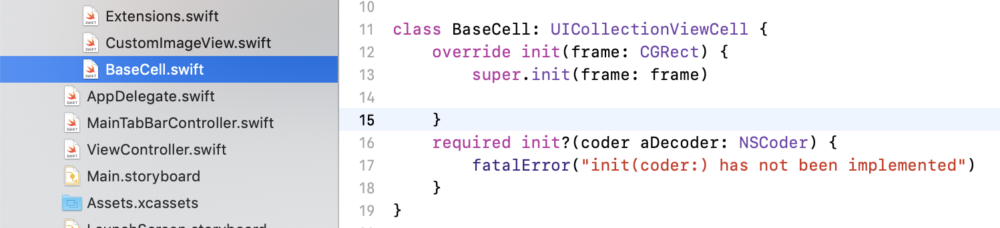 Extensions.swift
CustomImageView.swift
BaseCell.swift
AppDelegate.swift
MainTabBarController.swift
ViewController.swift
Main.storyboard
Assets.xcassets
LaunchScreen.storyboard
10
11 class BaseCell: UICollectionViewCell {
12 override init(frame: CGRect) {
13 super.init(frame: frame)
14
15 }
16 required init?(coder aDecoder: NSCoder) {
17 fatalError("init(coder:) has not been implemented")
18 }
19 }